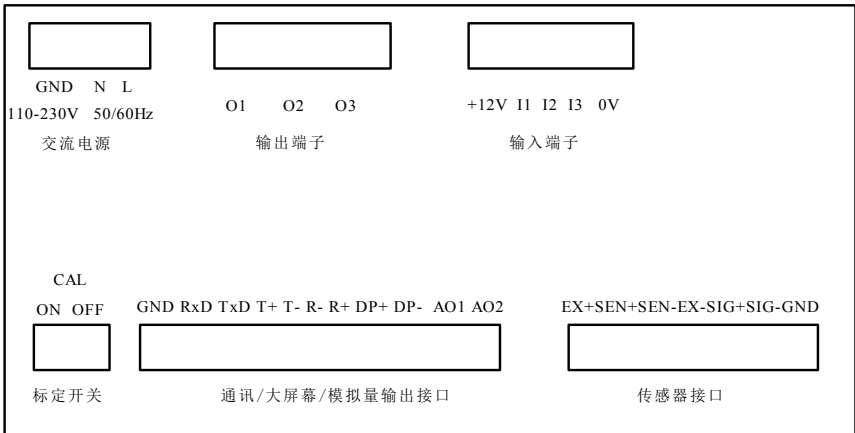 GND N L
110-230V 50/60Hz
交流电源
O1 O2 O3
输出端子
+12V I1 I2 I3 0V
输入端子
CAL
ON OFF
标定开关
GND RxD TxD T+ T- R- R+ DP+ DP- AO1 AO2
通讯/大屏幕/模拟量输出接口
EX+SEN+SEN-EX-SIG+SIG-GND
传感器接口